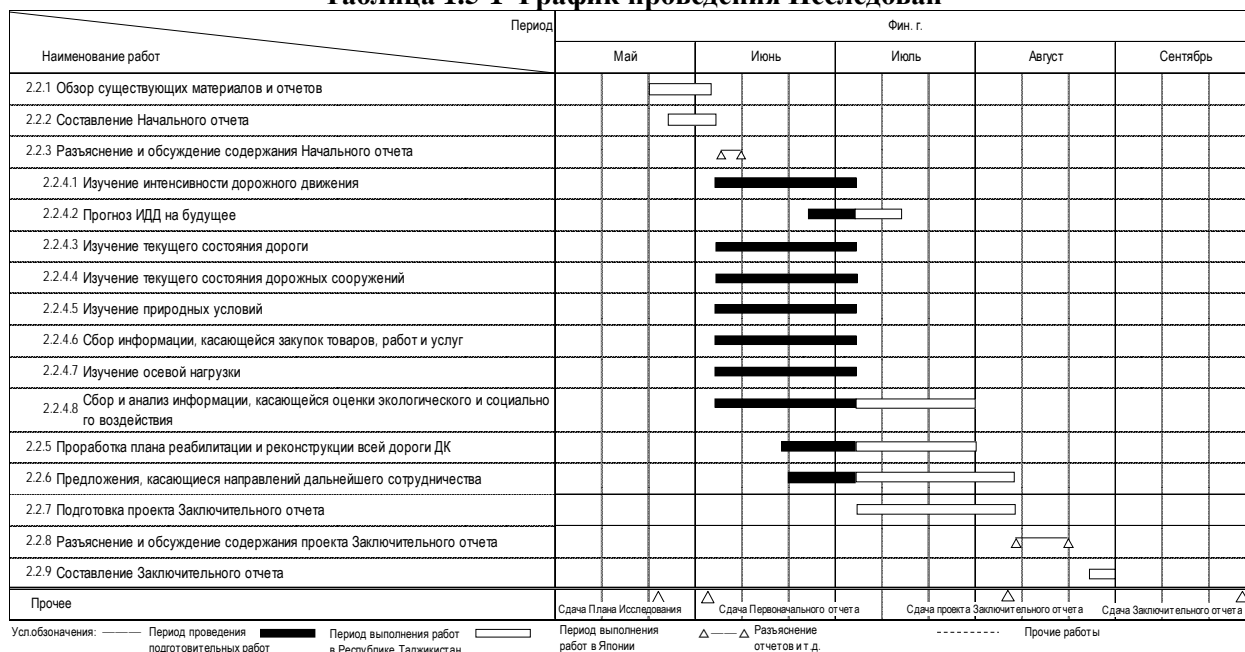 Таблица 1.5-1 График проведения Исследован
Период
Фин. г.
Наименование работ
Май
Июнь
Июль
Август
Сентябрь
2.2.1 Обзор существующих материалов и отчетов
2.2.2 Составление Начального отчета
2.2.3 Разъяснение и обсуждение содержания Начального отчета
2.2.4.1 Изучение интенсивности дорожного движения
2.2.4.2 Прогноз ИДД на будущее
2.2.4.3 Изучение текущего состояния дороги
2.2.4.4 Изучение текущего состояния дорожных сооружений
2.2.4.5 Изучение природных условий
2.2.4.6 Сбор информации, касающейся закупок товаров, работ и услуг
2.2.4.7 Изучение осевой нагрузки
2.2.4.8 Сбор и анализ информации, касающейся оценки экологического и социально
го воздействия
2.2.5 Проработка плана реабилитации и реконструкции всей дороги ДК
2.2.6 Предложения, касающиеся направлений дальнейшего сотрудничества
2.2.7 Подготовка проекта Заключительного отчета
2.2.8 Разъяснение и обсуждение содержания проекта Заключительного отчета
2.2.9 Составление Заключительного отчета
Прочее
Сдача Плана Исследования
Сдача Первоначального отчета
Сдача проекта Заключительного отчета
Сдача Заключительного отчета
Усл.обозначения:
Период проведения
подготовительных работ
Период выполнения работ
в Республике Таджикистан
Период выполнения
работ в Японии
Разъяснение
отчетов и т.д.
Прочие работы